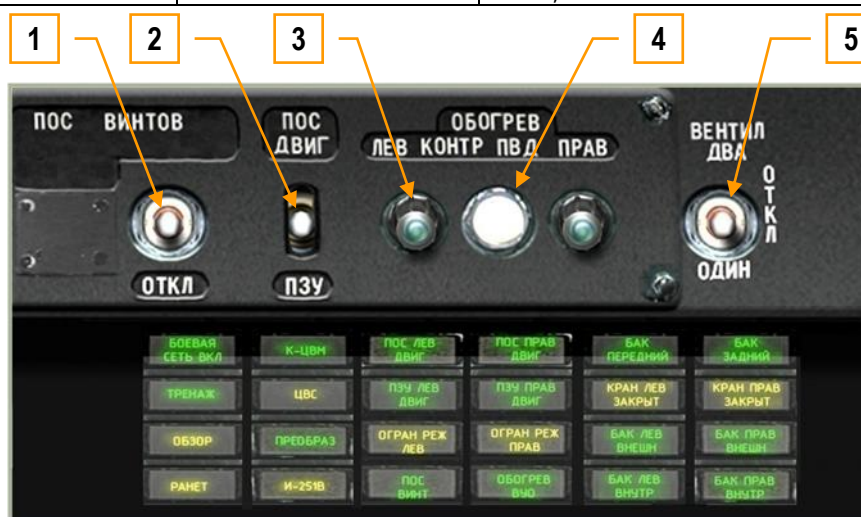 1 2 3 4 5
ПОС ВИНТОВ
ПОС
ДВИГ
ОБОГРЕВ
ЛЕВ КОНТР ПВД ПРАВ
ВЕНТИЛ
ДВА
ОТКЛ
ОДИН
ОТКЛ
ПЗУ
БОЕВАЯ
СЕТЬ ВКЛ
К-ЦВМ
ПОС ЛЕВ
ДВИГ
ПОС ПРАВ
ДВИГ
БАК
ПЕРЕДНИЙ
БАК
ЗАДНИЙ
ТРЕНАЖ
ЦВС
ПЗУ ЛЕВ
ДВИГ
ПЗУ ПРАВ
ДВИГ
КРАН ЛЕВ
ЗАКРЫТ
КРАН ПРАВ
ЗАКРЫТ
ОБЗОР
ПРЕОБРАЗ
ОГРАН РЕЖ
ЛЕВ
ОГРАН РЕЖ
ПРАВ
БАК ЛЕВ
ВНЕШН
БАК ПРАВ
ВНЕШН
РАНЕТ
И-251В
ПОС
ВИНТ
ОБОГРЕВ
ВУО
БАК ЛЕВ
ВНУТР
БАК ПРАВ
ВНУТР